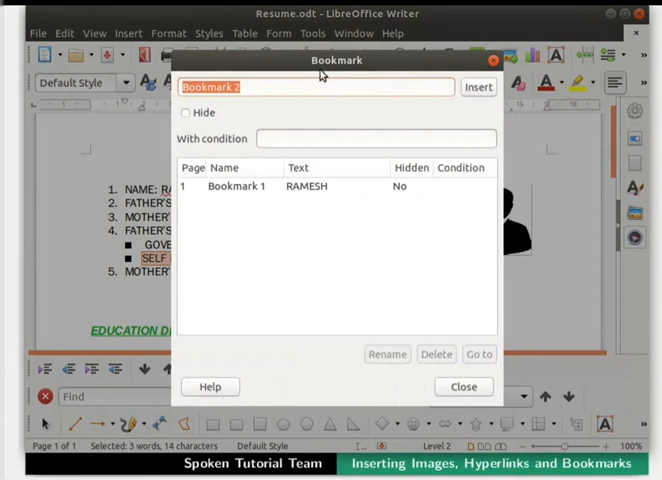 Resume.odt - LibreOffice Writer
File Edit View Insert Format Styles Table Form Tools Window Help
Bookmark
Default Style
Bookmark 2 Insert
Hide
With condition
Page Name Text Hidden Condition
1 Bookmark 1 RAMESH No
1. NAME: RA
2. FATHER'S
3. MOTHER'
4. FATHER'S
GOVE
SELF
5. MOTHER'
EDUCATION DE
Rename Delete Go to
Help Close
Find
Page 1 of 1 Selected: 3 words, 14 characters Default Style Level 2 100%
Spoken Tutorial Team Inserting Images, Hyperlinks and Bookmarks